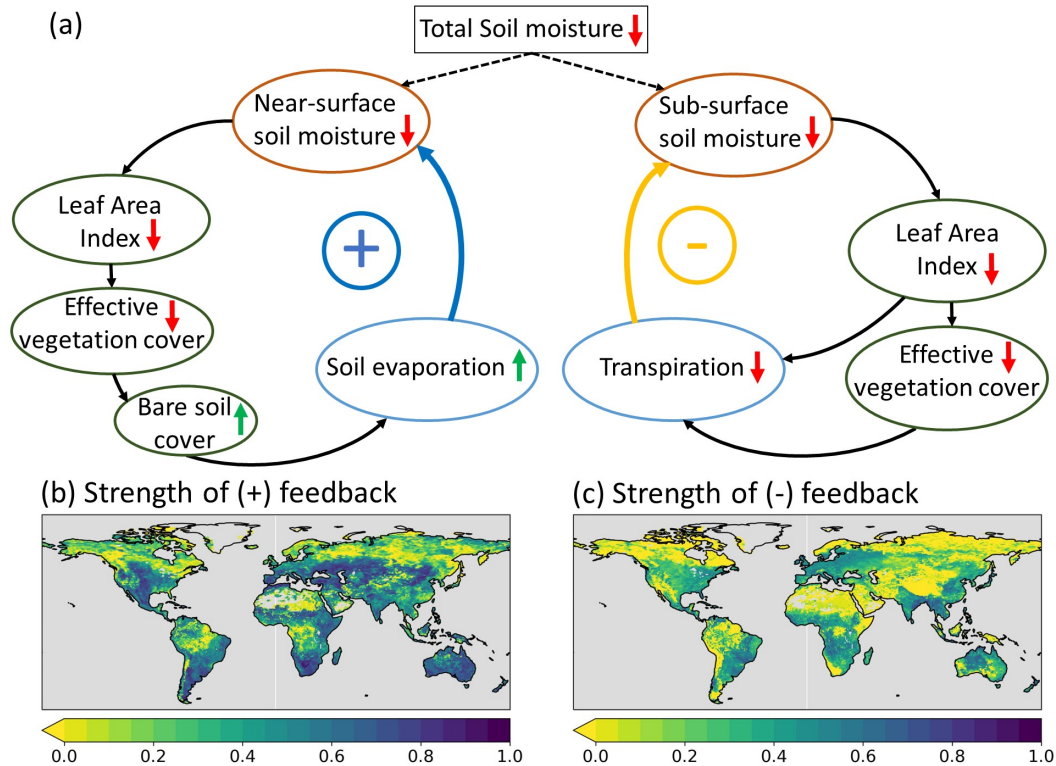 (a)
Total Soil moisture
Near-surface
soil moisture
Sub-surface
soil moisture
Leaf Area
Index
Leaf Area
Index
+
-
Effective
vegetation cover
Soil evaporation
Transpiration
Effective
vegetation cover
Bare soil
cover
(b) Strength of (+) feedback
(c) Strength of (-) feedback
0.0 0.2 0.4 0.6 0.8 1.0
0.0 0.2 0.4 0.6 0.8 1.0